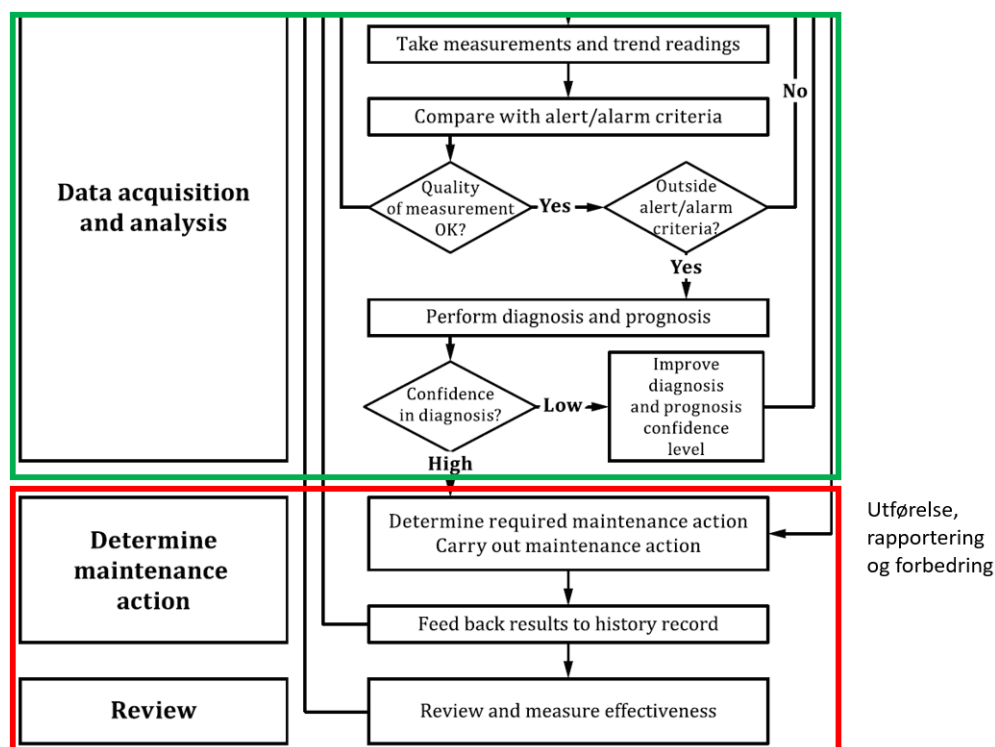 Take measurements and trend readings
No
Compare with alert/alarm criteria
Data acquisition
and analysis
Quality
of measurement
OK?
Yes
Outside
alert/alarm
criteria?
Yes
Perform diagnosis and prognosis
Confidence
in diagnosis?
Low
Improve
diagnosis
and prognosis
confidence
level
High
Determine
maintenance
action
Determine required maintenance action
Carry out maintenance action
Utførelse,
rapportering
og forbedring
Feed back results to history record
Review
Review and measure effectiveness